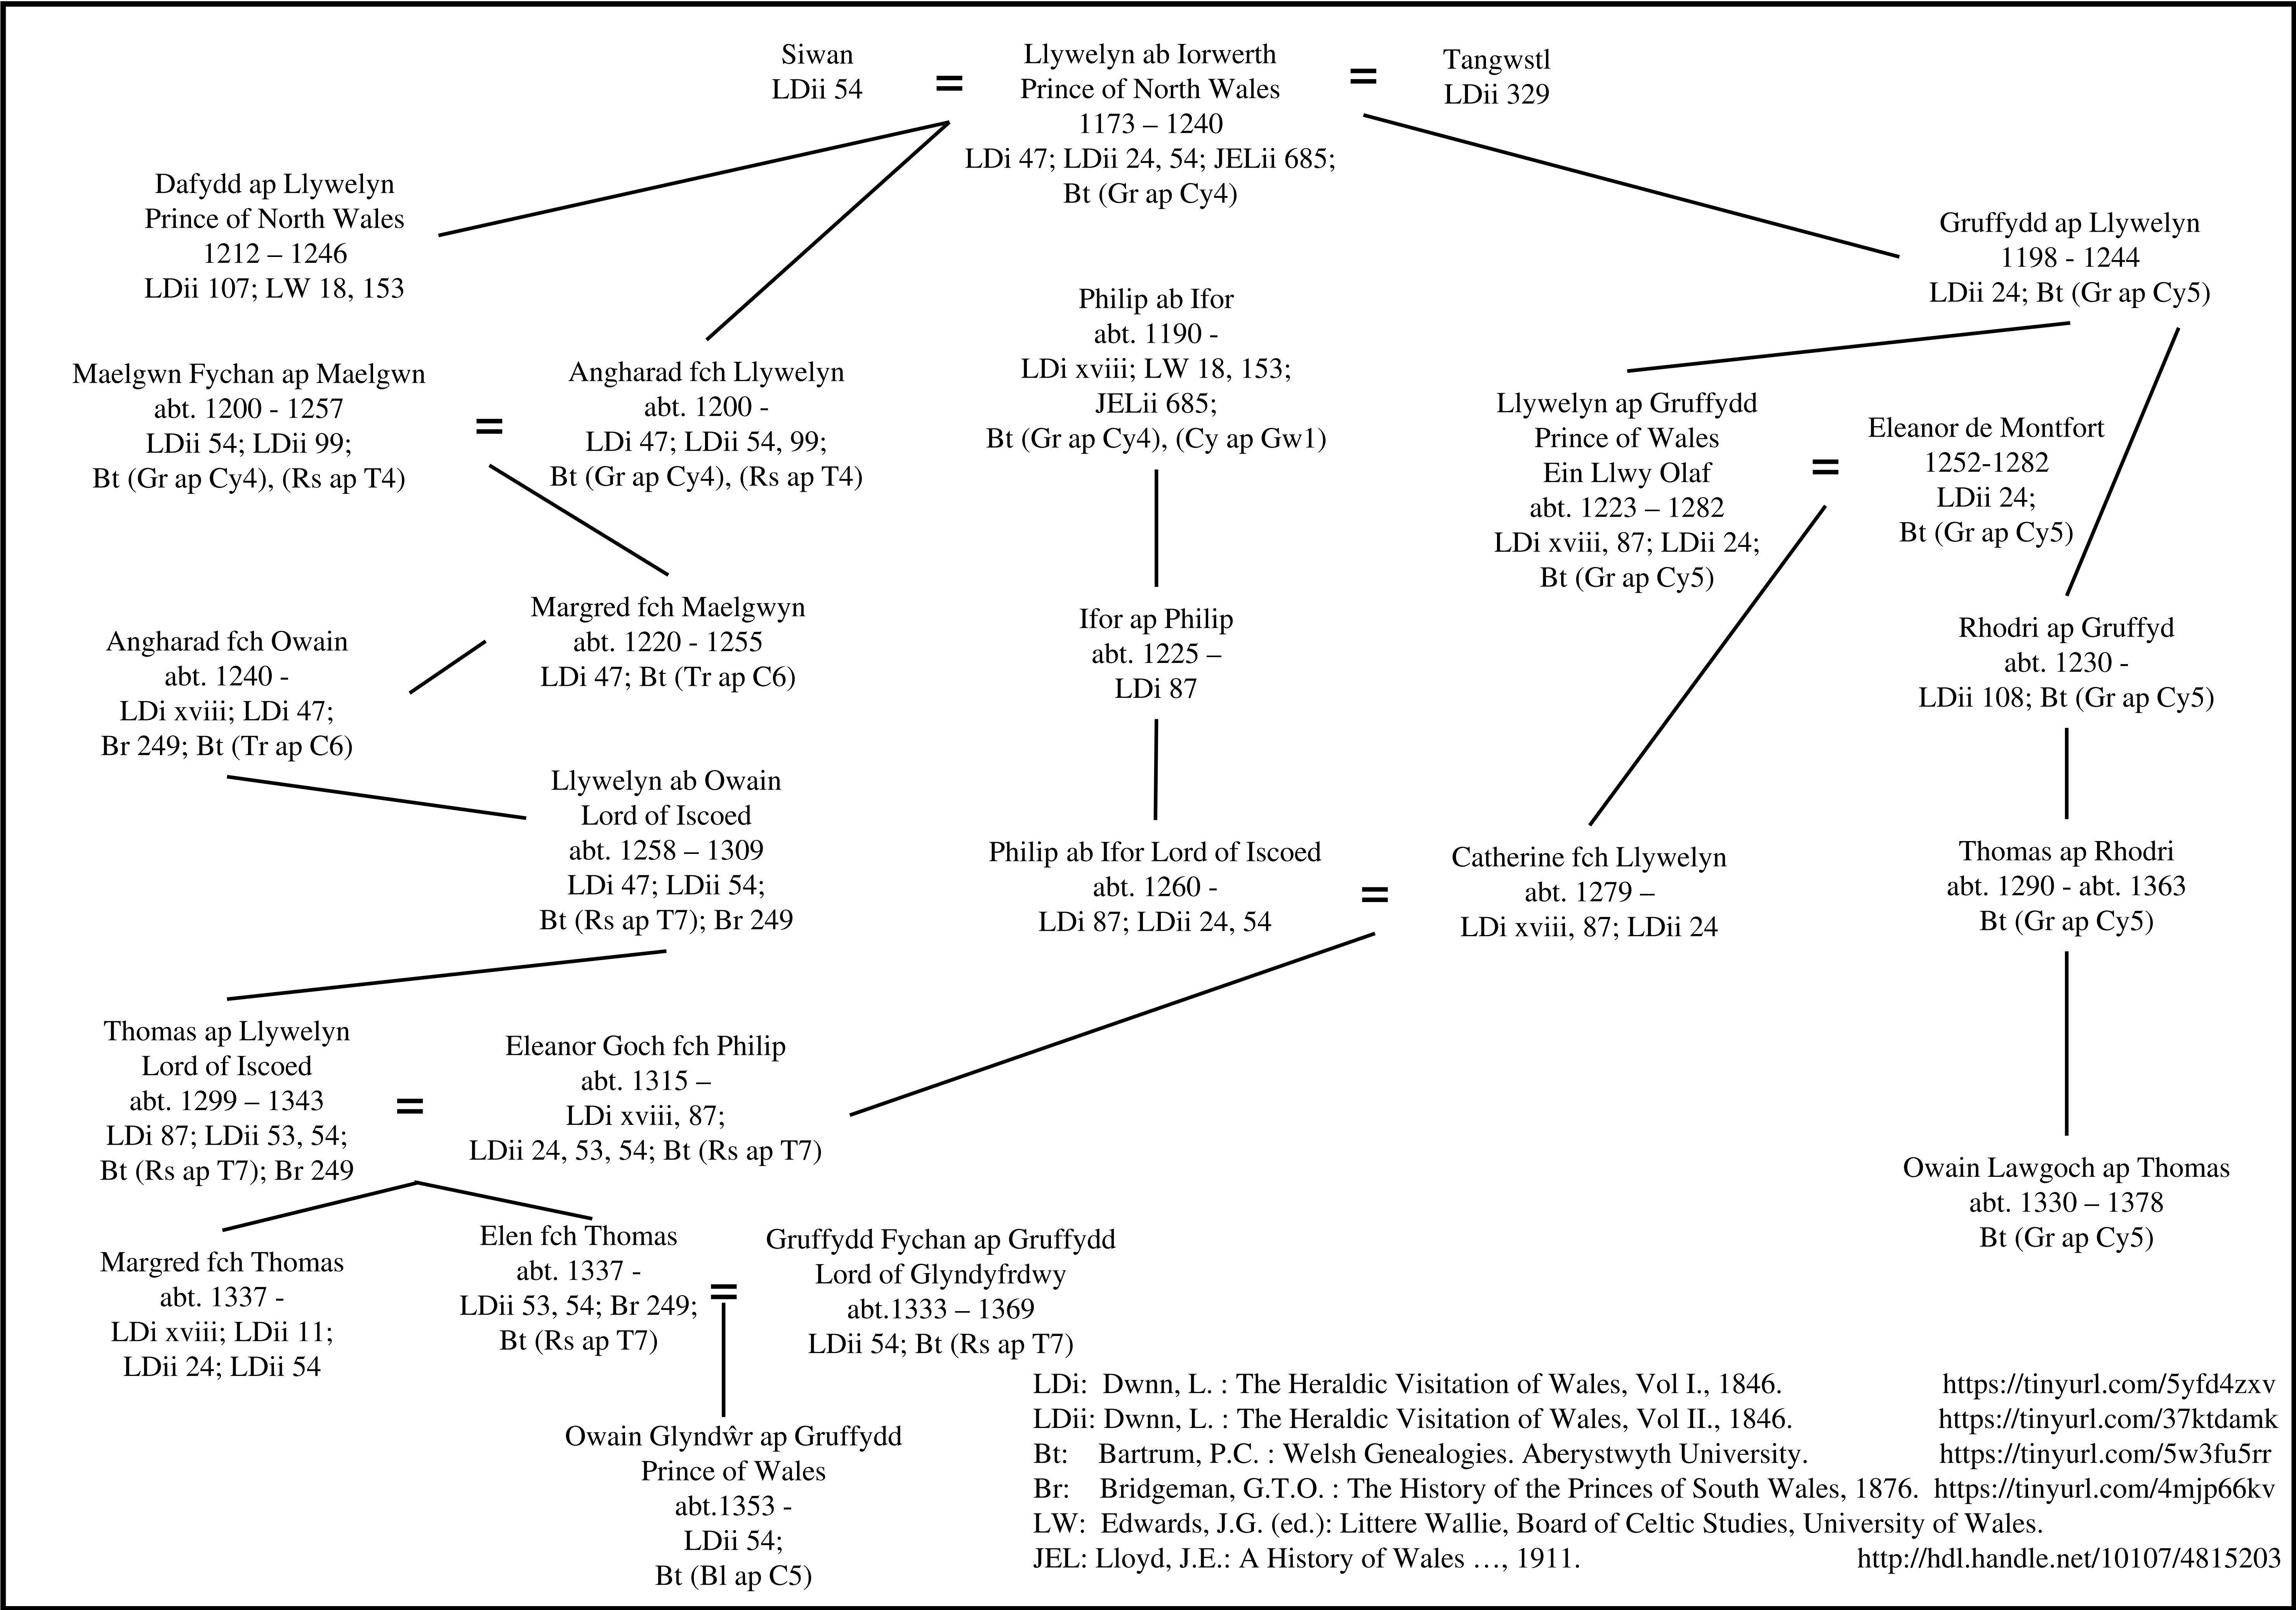 Siwan
LDii 54
=
Llywelyn ab Iorwerth
Prince of North Wales
1173 – 1240
LDi 47; LDii 24, 54; JELii 685;
Bt (Gr ap Cy4)
=
Tangwstl
LDii 329
Dafydd ap Llywelyn
Prince of North Wales
1212 – 1246
LDii 107; LW 18, 153
Gruffydd ap Llywelyn
1198 - 1244
LDii 24; Bt (Gr ap Cy5)
Maelgwn Fychan ap Maelgwn
abt. 1200 - 1257
LDii 54; LDii 99;
Bt (Gr ap Cy4), (Rs ap T4)
=
Angharad fch Llywelyn
abt. 1200 -
LDi 47; LDii 54, 99;
Bt (Gr ap Cy4), (Rs ap T4)
Philip ab Ifor
abt. 1190 -
LDi xviii; LW 18, 153;
JELii 685;
Bt (Gr ap Cy4), (Cy ap Gw1)
Llywelyn ap Gruffydd
Prince of Wales
Ein Llwy Olaf
abt. 1223 – 1282
LDi xviii, 87; LDii 24;
Bt (Gr ap Cy5)
=
Eleanor de Montfort
1252-1282
LDii 24;
Bt (Gr ap Cy5)
Angharad fch Owain
abt. 1240 -
LDi xviii; LDi 47;
Br 249; Bt (Tr ap C6)
Margred fch Maelgwyn
abt. 1220 - 1255
LDi 47; Bt (Tr ap C6)
Ifor ap Philip
abt. 1225 –
LDi 87
Rhodri ap Gruffyd
abt. 1230 -
LDii 108; Bt (Gr ap Cy5)
Llywelyn ab Owain
Lord of Iscoed
abt. 1258 – 1309
LDi 47; LDii 54;
Bt (Rs ap T7); Br 249
Philip ab Ifor Lord of Iscoed
abt. 1260 -
LDi 87; LDii 24, 54
=
Catherine fch Llywelyn
abt. 1279 –
LDi xviii, 87; LDii 24
Thomas ap Rhodri
abt. 1290 - abt. 1363
Bt (Gr ap Cy5)
Thomas ap Llywelyn
Lord of Iscoed
abt. 1299 – 1343
LDi 87; LDii 53, 54;
Bt (Rs ap T7); Br 249
=
Eleanor Goch fch Philip
abt. 1315 –
LDi xviii, 87;
LDii 24, 53, 54; Bt (Rs ap T7)
Owain Lawgoch ap Thomas
abt. 1330 – 1378
Bt (Gr ap Cy5)
Margred fch Thomas
abt. 1337 -
LDi xviii; LDii 11;
LDii 24; LDii 54
Elen fch Thomas
abt. 1337 -
LDii 53, 54; Br 249;
Bt (Rs ap T7)
=
Gruffydd Fychan ap Gruffydd
Lord of Glyndyfrdwy
abt.1333 – 1369
LDii 54; Bt (Rs ap T7)
Owain Glyndŵr ap Gruffydd
Prince of Wales
abt.1353 -
LDii 54;
Bt (Bl ap C5)
LDi: Dwnn, L. : The Heraldic Visitation of Wales, Vol I., 1846. https://tinyurl.com/5yfd4zxv
LDii: Dwnn, L. : The Heraldic Visitation of Wales, Vol II., 1846. https://tinyurl.com/37ktdamk
Bt: Bartrum, P.C. : Welsh Genealogies. Aberystwyth University. https://tinyurl.com/5w3fu5rr
Br: Bridgeman, G.T.O. : The History of the Princes of South Wales, 1876. https://tinyurl.com/4mjp66kv
LW: Edwards, J.G. (ed.): Littere Wallie, Board of Celtic Studies, University of Wales.
JEL: Lloyd, J.E.: A History of Wales …, 1911. http://hdl.handle.net/10107/4815203